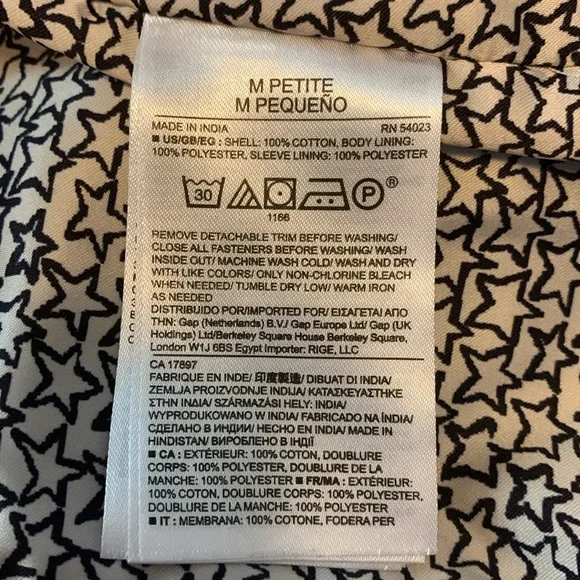 M PETITE
M PEQUEÑO
MADE IN INDIA RN 54023
■ US/GB/EG : SHELL: 100% COTTON, BODY LINING:
100% POLYESTER, SLEEVE LINING: 100% POLYESTER
30 P ®
1166
REMOVE DETACHABLE TRIM BEFORE WASHING/
CLOSE ALL FASTENERS BEFORE WASHING/ WASH
INSIDE OUT/ MACHINE WASH COLD/ WASH AND DRY
WITH LIKE COLORS/ ONLY NON-CHLORINE BLEACH
WHEN NEEDED/ TUMBLE DRY LOW/ WARM IRON
AS NEEDED
DISTRIBUIDO POR/IMPORTED FOR/ ΕΙΣΑΓΕΤΑΙ ΑΠΟ
ΤΗΝ: Gap (Netherlands) B.V./ Gap Europe Ltd/ Gap (UK
Holdings) Ltd/Berkeley Square House Berkeley Square,
London W1J 6BS Egypt Importer: RIGE, LLC
CA 17897
FABRIQUE EN INDE/ 印度製造/ DIBUAT DI INDIA/
ZEMLJA PROIZVODNJE INDIJA/ ΚΑΤΑΣΚΕΥΑΣΤΗΚΕ
ΣΤΗΝ ΙΝΔΙΑ/ SZÁRMAZÁSI HELY: INDIA/
WYPRODUKOWANO W INDIA/ FABRICADO NA ÍNDIA/
СДЕЛАНО В ИНДИИ/ HECHO EN INDIA/ MADE IN
HINDISTAN/ ВИРОБЛЕНО В ІНДІЇ
■ CA : EXTÉRIEUR: 100% COTON, DOUBLURE
CORPS: 100% POLYESTER, DOUBLURE DE LA
MANCHE: 100% POLYESTER ■ FR/MA : EXTÉRIEUR:
100% COTON, DOUBLURE CORPS: 100% POLYESTER,
DOUBLURE DE LA MANCHE: 100% POLYESTER
■ IT : MEMBRANA: 100% COTONE, FODERA PER